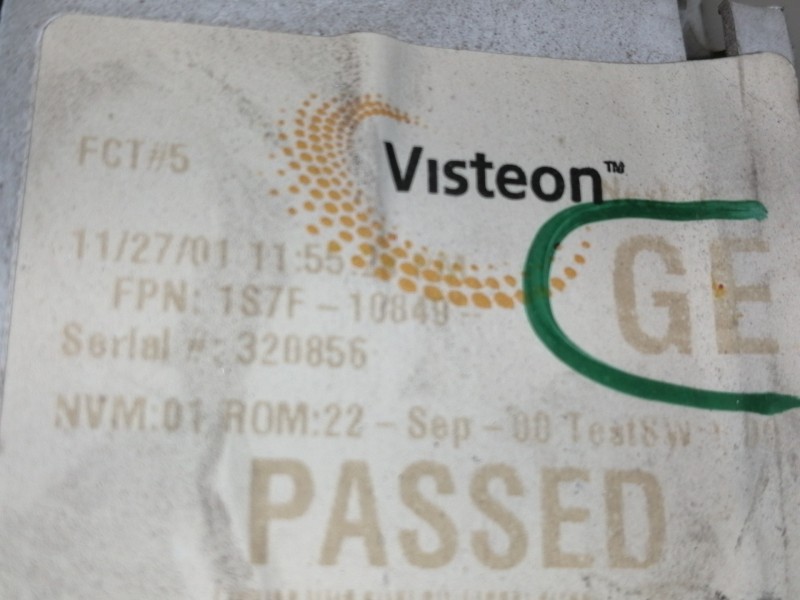 Visteon™
FCT#5
11/27/01 11:55
GE
FPN: 1S7F-10849-
Serial #: 320856
NVM:01 ROM:22-Sep-00 TestSW
PASSED